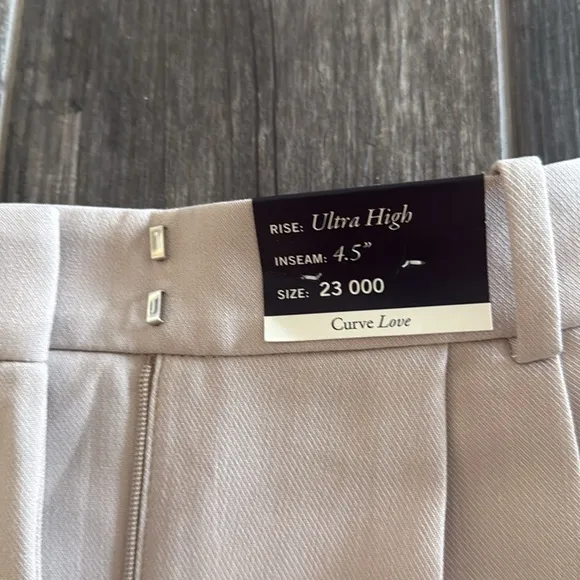 RISE: Ultra High
INSEAM: 4.5”
SIZE: 23 000
Curve Love